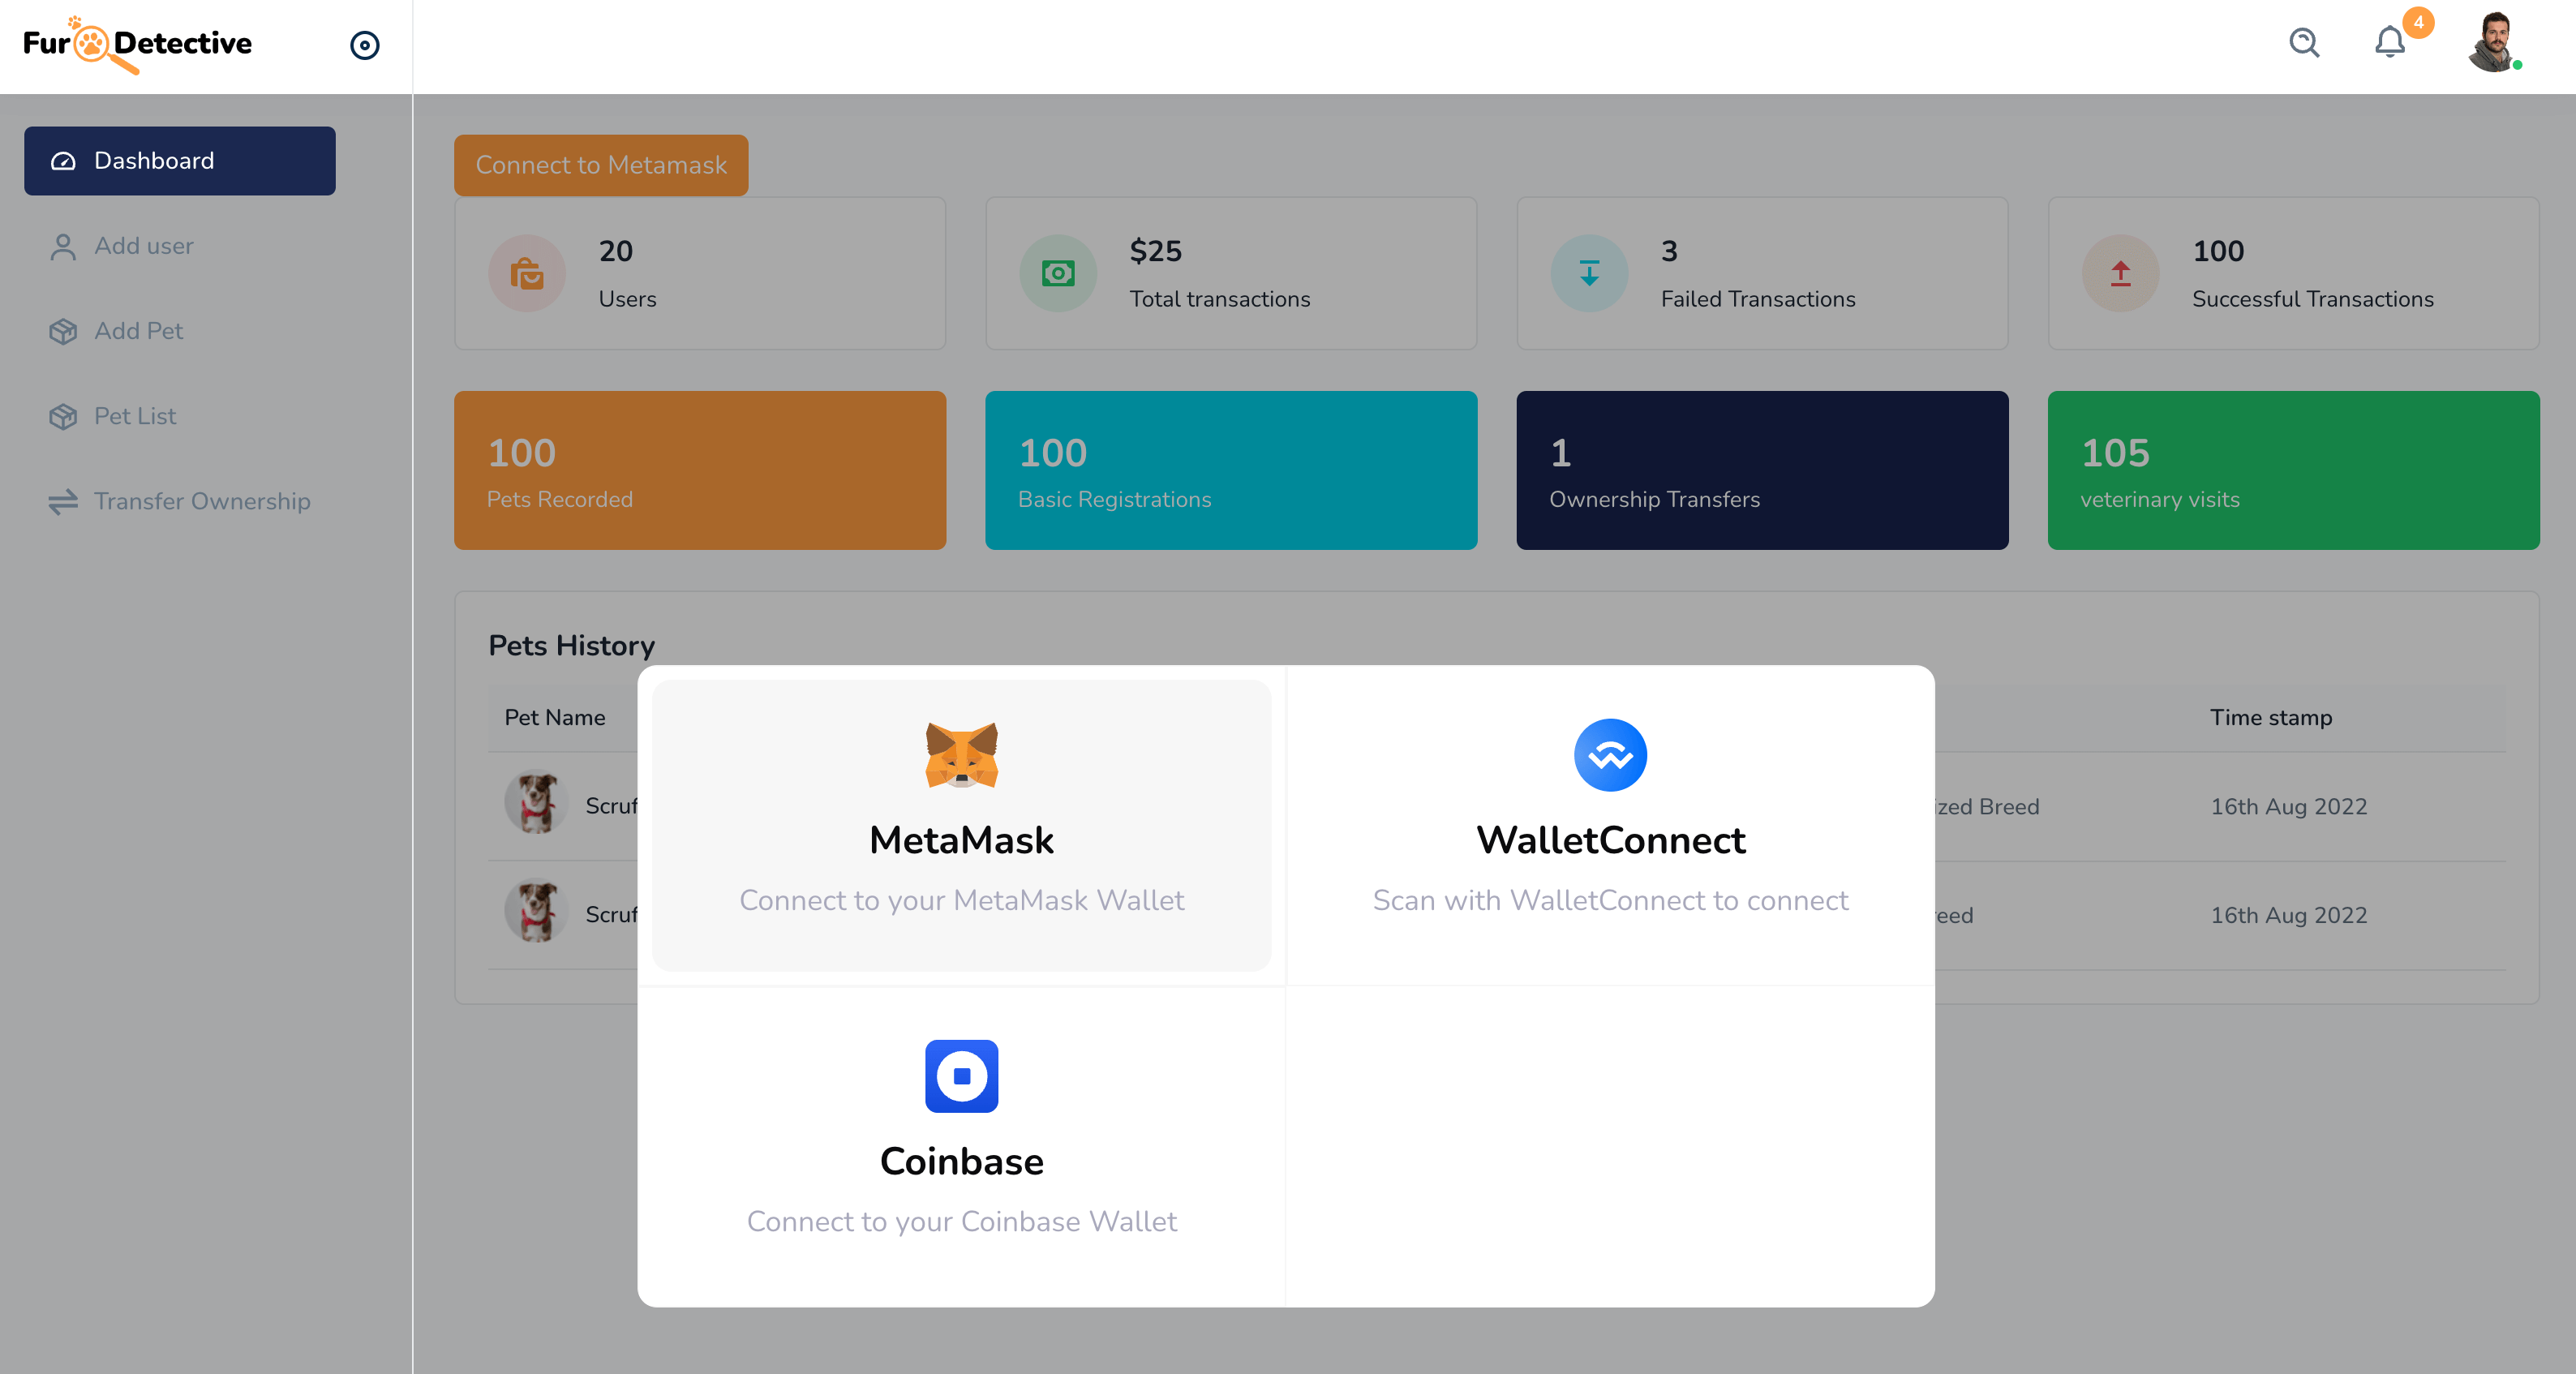 Fur Detective
4
Dashboard
Add user
Add Pet
Pet List
Transfer Ownership
Connect to Metamask
20
Users
$25
Total transactions
3
Failed Transactions
100
Successful Transactions
100
Pets Recorded
100
Basic Registrations
1
Ownership Transfers
105
veterinary visits
Pets History
Pet Name
Time stamp
Scruf
ized Breed
16th Aug 2022
Scruf
reed
16th Aug 2022
MetaMask
Connect to your MetaMask Wallet
WalletConnect
Scan with WalletConnect to connect
Coinbase
Connect to your Coinbase Wallet